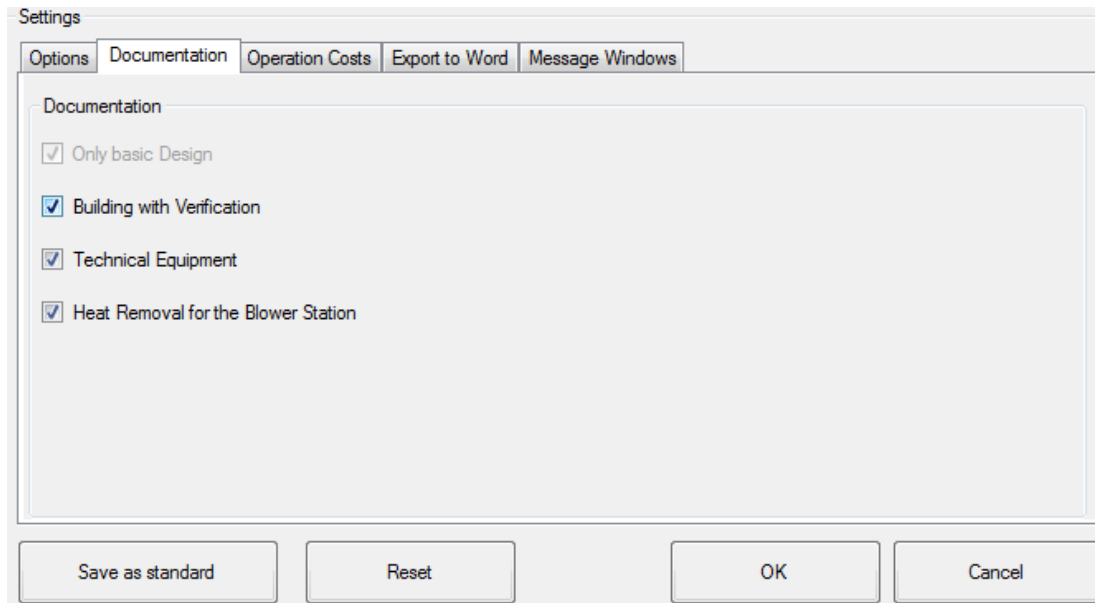 Settings
Options Documentation Operation Costs Export to Word Message Windows
Documentation
Only basic Design
Building with Verification
Technical Equipment
Heat Removal for the Blower Station
Save as standard Reset OK Cancel